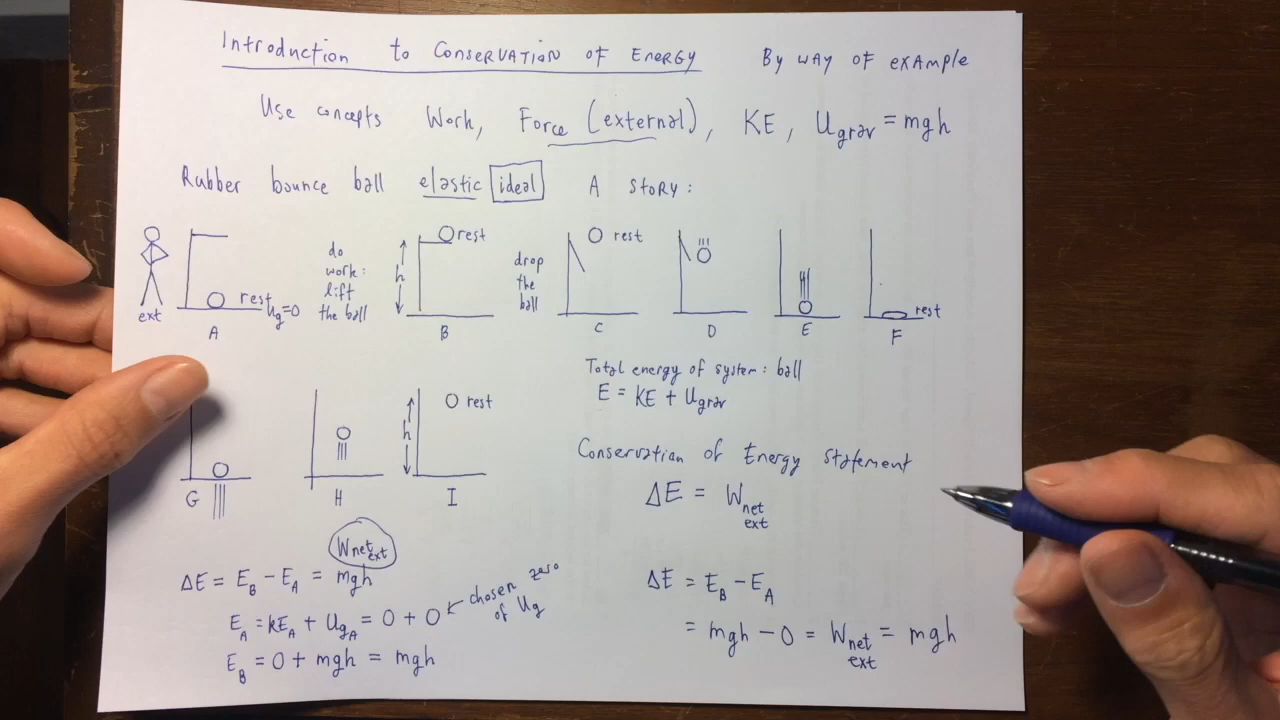 Introduction to Conservation of Energy By way of example
Use concepts Work, Force (external), KE, Ugrav = mgh
Rubber bounce ball elastic ideal A story:
ext
rest
Ug=0
A
do
work:
lift
the ball
h
rest
B
drop
the
ball
rest
C
D
E
rest
F
Total energy of system: ball
E = KE + Ugrav
G
H
h
rest
I
Conservation of Energy Statement
ΔE = Wnet ext
Wnet ext
ΔE = EB − EA = mgh
EA = KEA + UgA = 0 + 0 ← chosen zero of Ug
EB = 0 + mgh = mgh
ΔE = EB − EA
= mgh − 0 = Wnet ext = mgh